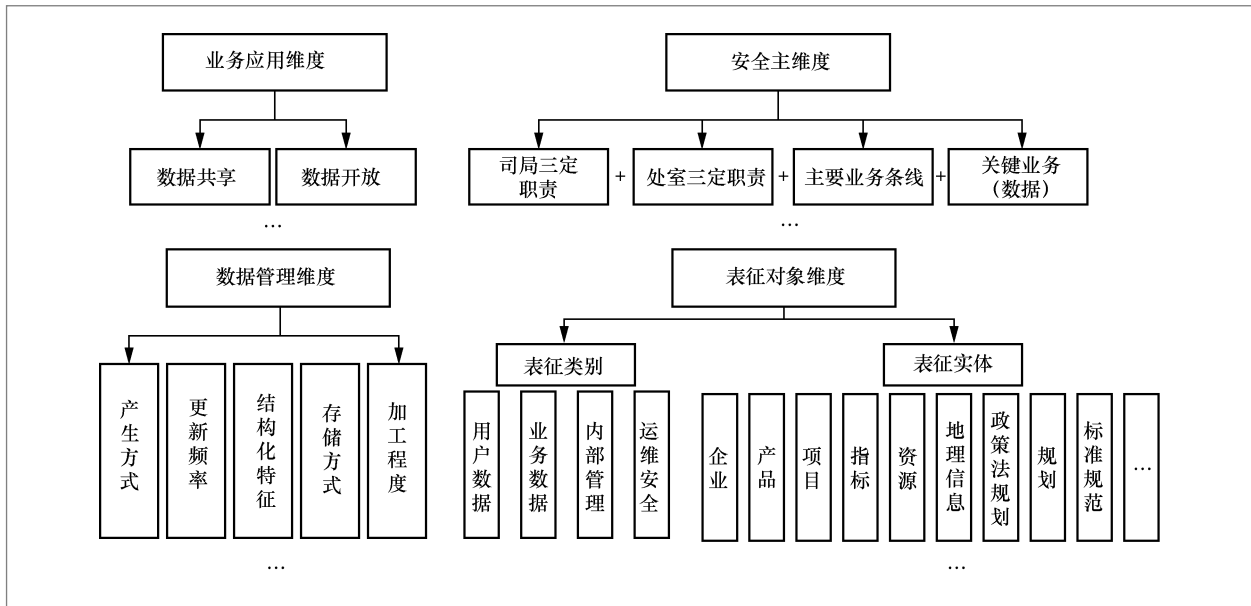 业务应用维度
数据共享
数据开放
…
安全主维度
司局三定
职责
+
处室三定职责
+
主要业务条线
+
关键业务
（数据）
…
数据管理维度
产生方式
更新频率
结构化特征
存储方式
加工程度
…
表征对象维度
表征类别
用户数据
业务数据
内部管理
运维安全
表征实体
企业
产品
项目
指标
资源
地理信息
政策法规划
规划
标准规范
…
…